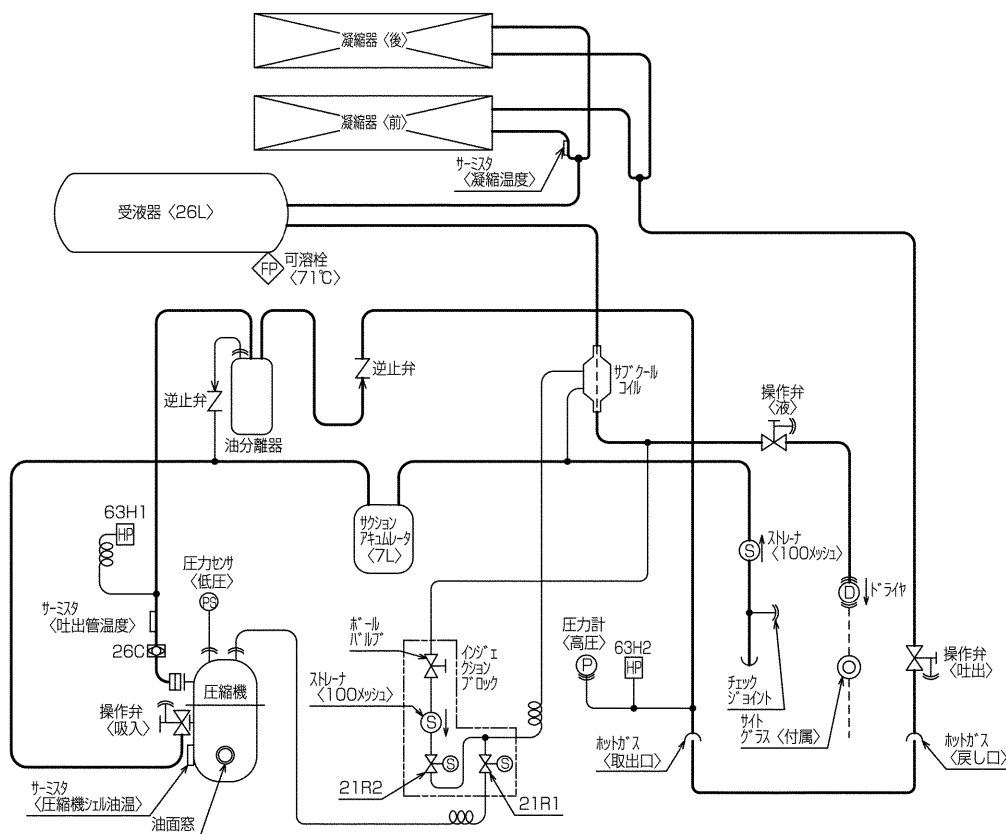 凝縮器〈後〉
凝縮器〈前〉
サーミスタ
〈凝縮温度〉
受液器〈26L〉
FP
可溶栓
〈71℃〉
逆止弁
逆止弁
油分離器
サブクール
コイル
操作弁
〈液〉
63H1
HP
サクション
アキュムレータ
〈7L〉
S
ストレーナ
〈100メッシュ〉
圧力センサ
〈低圧〉
PS
サーミスタ
〈吐出管温度〉
26C
D
ドライヤ
ボール
バルブ
インジェ
クション
ブロック
圧力計
〈高圧〉
P
63H2
HP
ストレーナ
〈100メッシュ〉
S
圧縮機
操作弁
〈吸入〉
チェック
ジョイント
サイト
グラス〈付属〉
操作弁
〈吐出〉
ホットガス
〈取出口〉
ホットガス
〈戻し口〉
S
S
21R2
21R1
サーミスタ
〈圧縮機シェル油温〉
油面窓